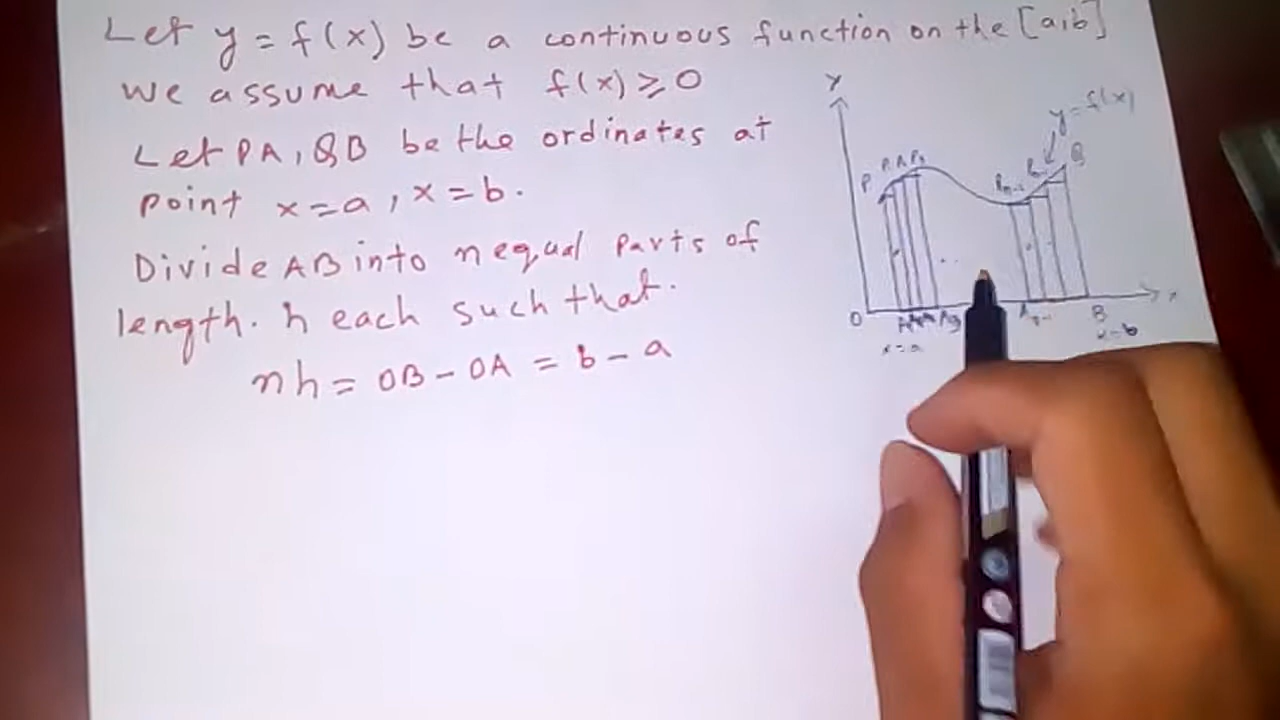 Let y = f(x) be a continuous function on the [a,b]
we assume that f(x) ⩾ 0
Let PA, QB be the ordinates at
point x=a, x=b.
Divide AB into n equal parts of
length. h each such that.
nh = OB - OA = b - a
Y
y = f(x)
P
Q
O
B
x
x=a
x=b